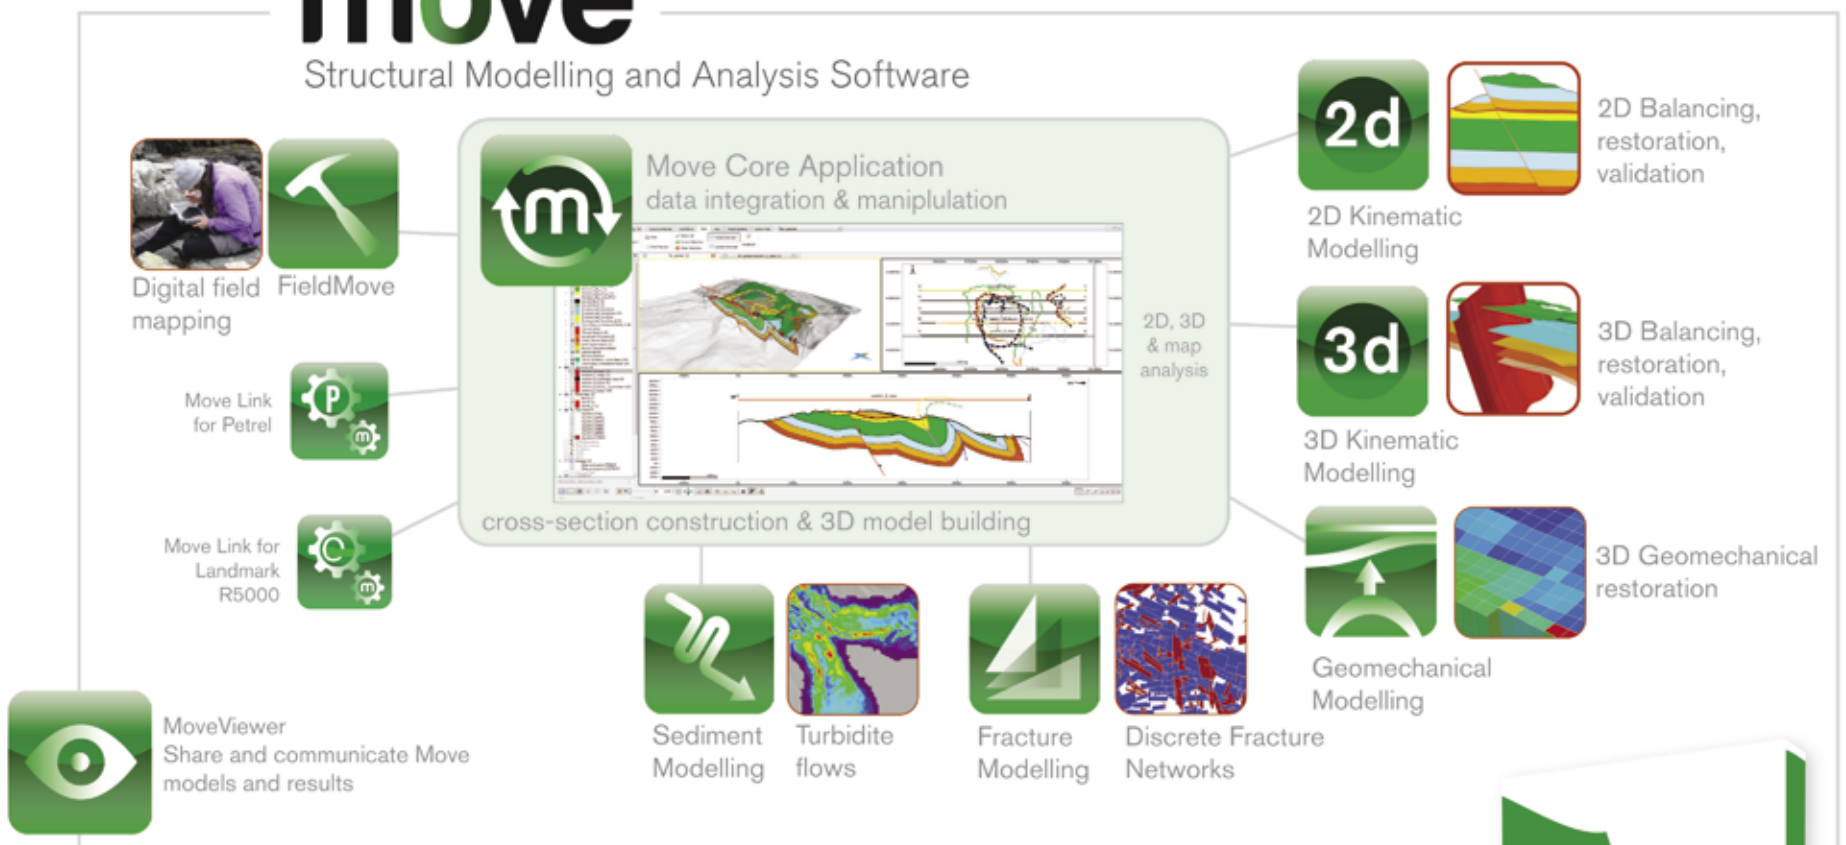 move
Structural Modelling and Analysis Software
Digital field
mapping
FieldMove
Move Link
for Petrel
P
m
Move Link for
Landmark
R5000
C
m
m
Move Core Application
data integration & maniplulation
2D, 3D
& map
analysis
cross-section construction & 3D model building
2d
2D Kinematic
Modelling
2D Balancing,
restoration,
validation
3d
3D Kinematic
Modelling
3D Balancing,
restoration,
validation
Geomechanical
Modelling
3D Geomechanical
restoration
Sediment
Modelling
Turbidite
flows
Fracture
Modelling
Discrete Fracture
Networks
MoveViewer
Share and communicate Move
models and results